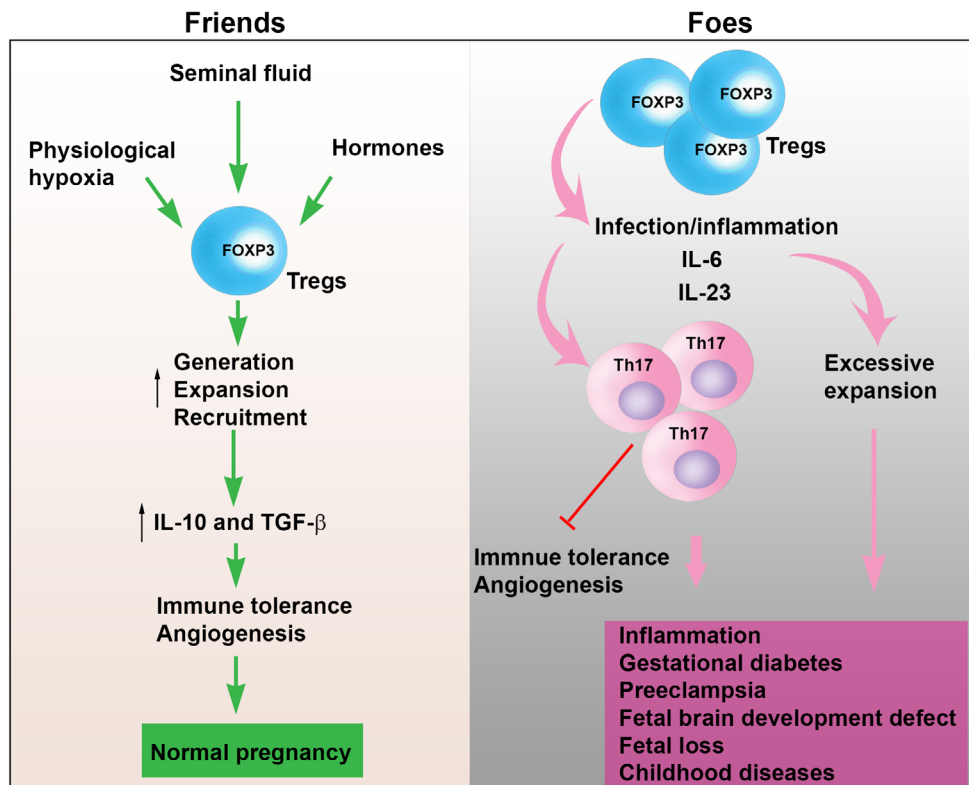 Friends
Seminal fluid
Physiological
hypoxia
Hormones
FOXP3
Tregs
Generation
Expansion
Recruitment
IL-10 and TGF-β
Immune tolerance
Angiogenesis
Normal pregnancy
Foes
FOXP3
FOXP3
FOXP3
Tregs
Infection/inflammation
IL-6
IL-23
Th17
Th17
Th17
Excessive
expansion
Immnue tolerance
Angiogenesis
Inflammation
Gestational diabetes
Preeclampsia
Fetal brain development defect
Fetal loss
Childhood diseases